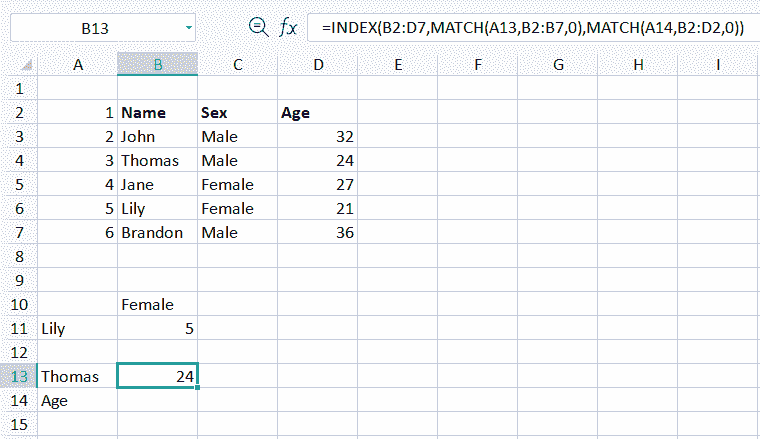 B13 fx =INDEX(B2:D7,MATCH(A13,B2:B7,0),MATCH(A14,B2:D2,0))
A B C D E F G H I
1
2 1 Name Sex Age
3 2 John Male 32
4 3 Thomas Male 24
5 4 Jane Female 27
6 5 Lily Female 21
7 6 Brandon Male 36
8
9
10 Female
11 Lily 5
12
13 Thomas 24
14 Age
15